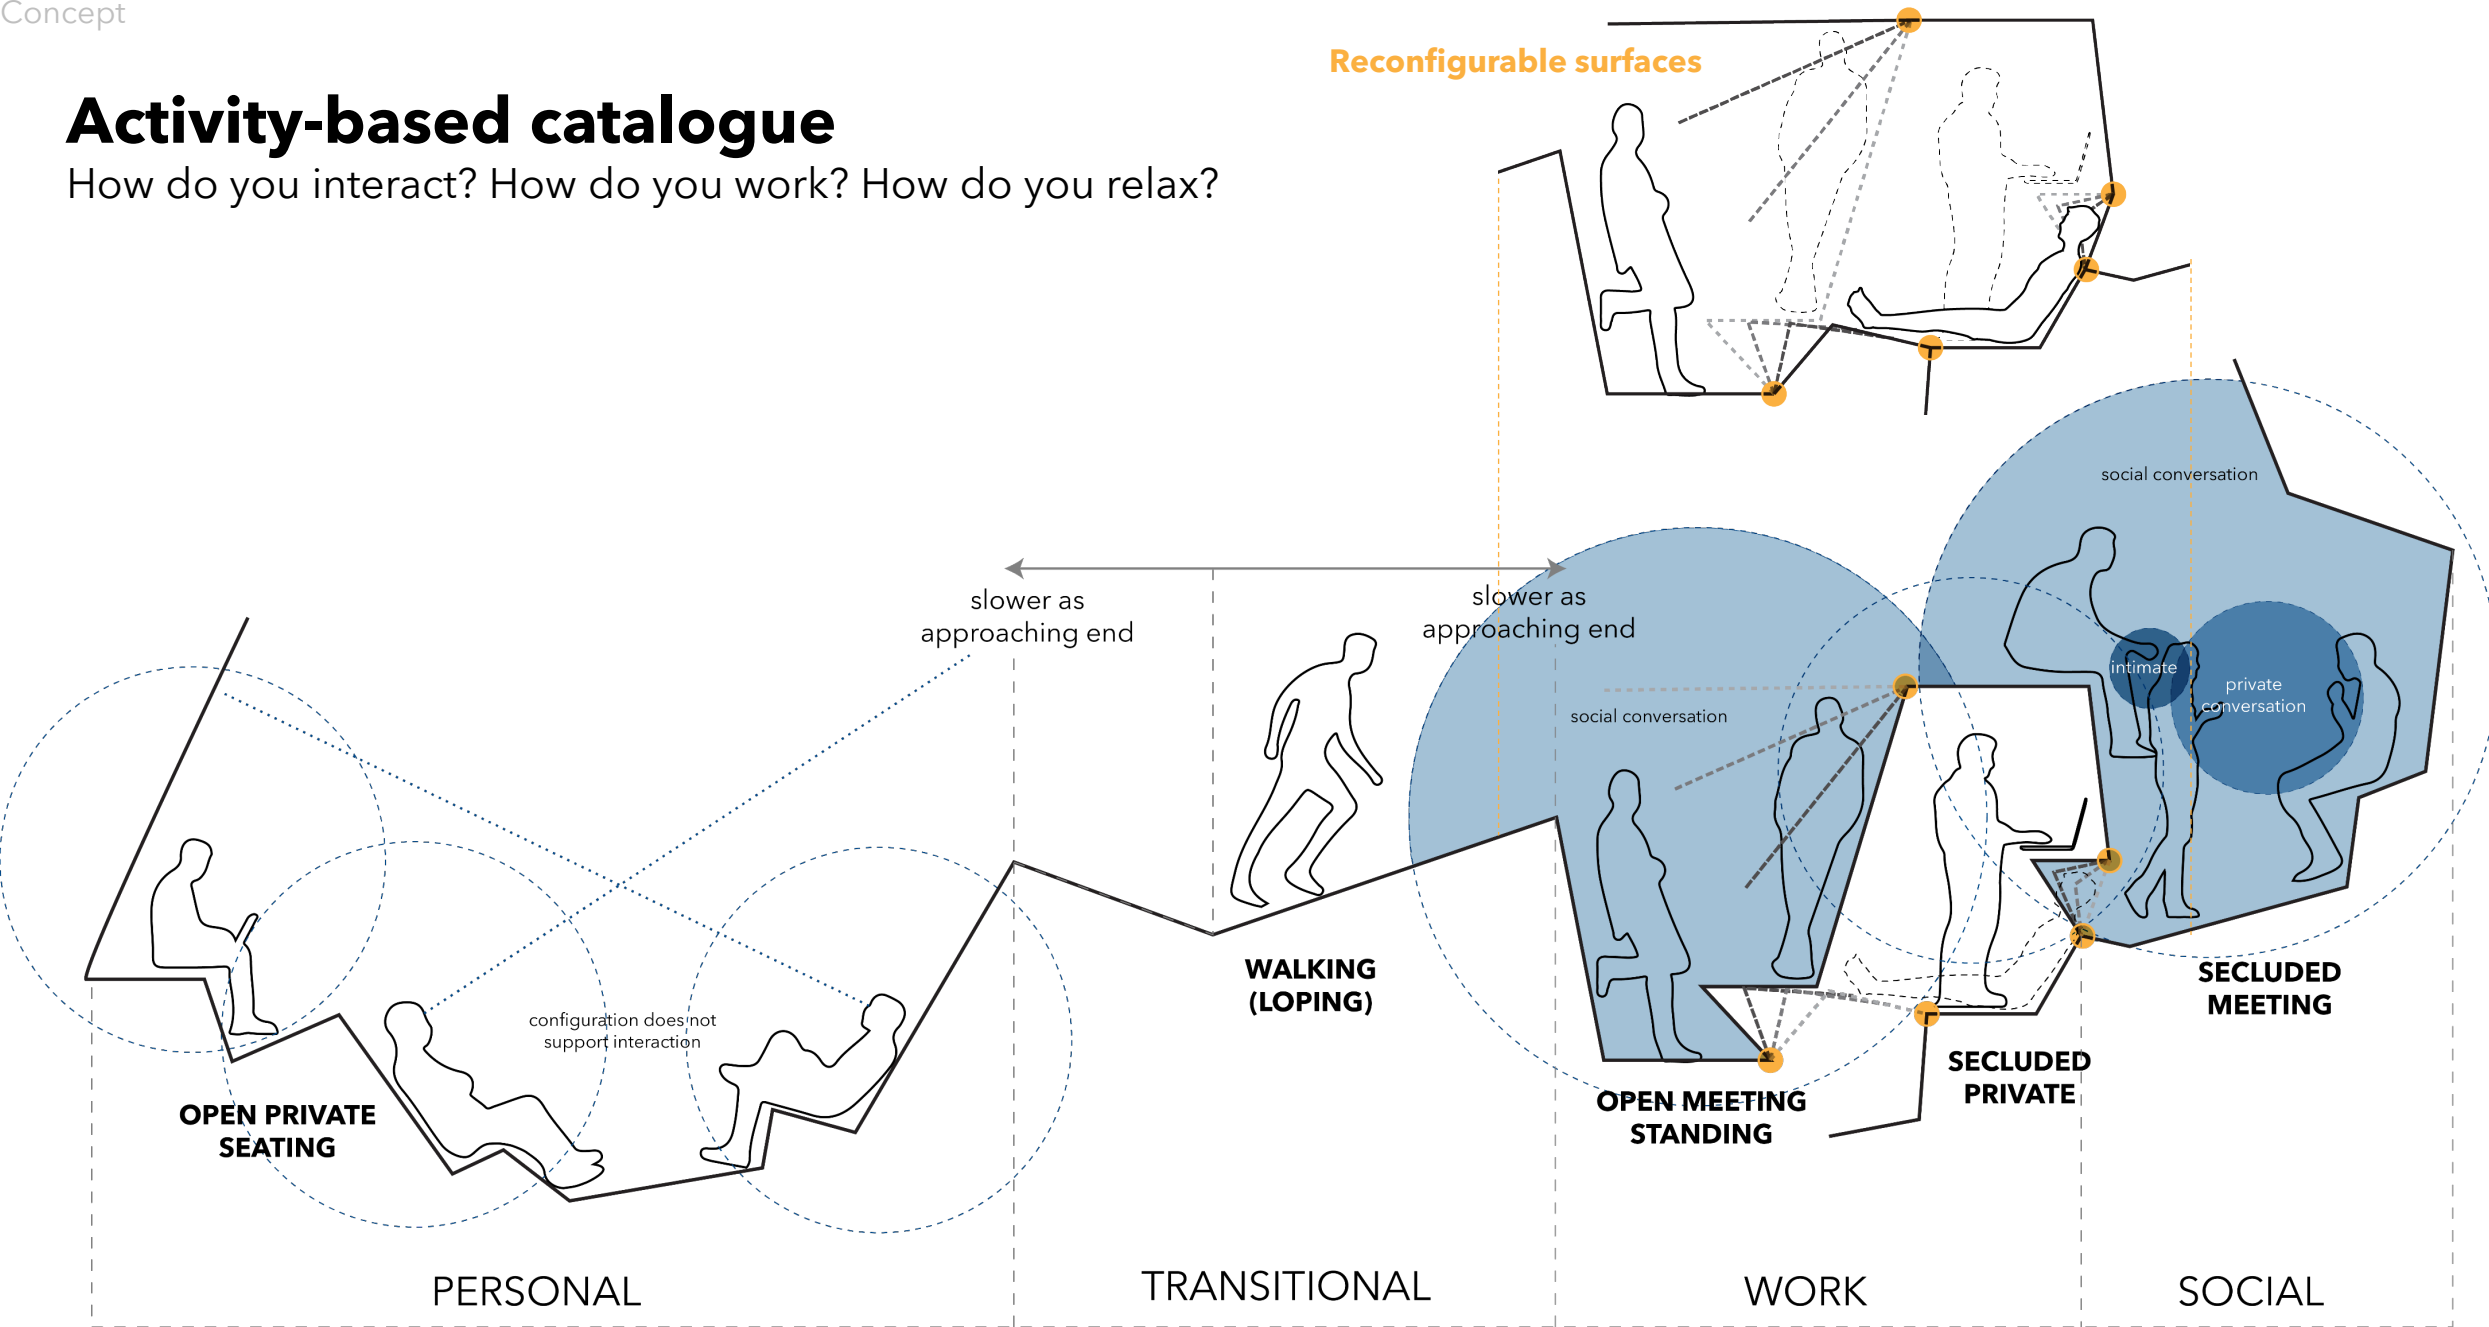 Concept
Activity-based catalogue
How do you interact? How do you work? How do you relax?
Reconfigurable surfaces
social conversation
slower as
approaching end
slower as
approaching end
intimate
private
conversation
social conversation
configuration does not
support interaction
WALKING
(LOPING)
SECLUDED
MEETING
OPEN PRIVATE
SEATING
OPEN MEETING
STANDING
SECLUDED
PRIVATE
PERSONAL
TRANSITIONAL
WORK
SOCIAL